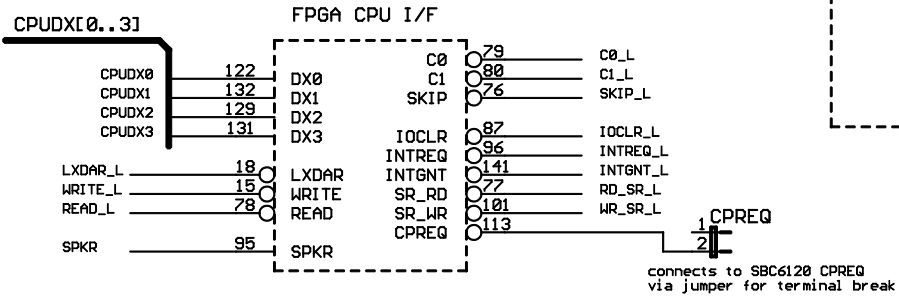 FPGA CPU I/F
CPUDX[0..3]
CPUDX0 122 DX0
CPUDX1 132 DX1
CPUDX2 129 DX2
CPUDX3 131 DX3
LXDAR_L 18 LXDAR
WRITE_L 15 WRITE
READ_L 78 READ
SPKR 95 SPKR
C0 79 C0_L
C1 80 C1_L
SKIP 76 SKIP_L
IOCLR 87 IOCLR_L
INTREQ 96 INTREQ_L
INTGNT 141 INTGNT_L
SR_RD 77 RD_SR_L
SR_WR 101 WR_SR_L
CPREQ 113
CPREQ
1
2
connects to SBC6120 CPREQ
via jumper for terminal break